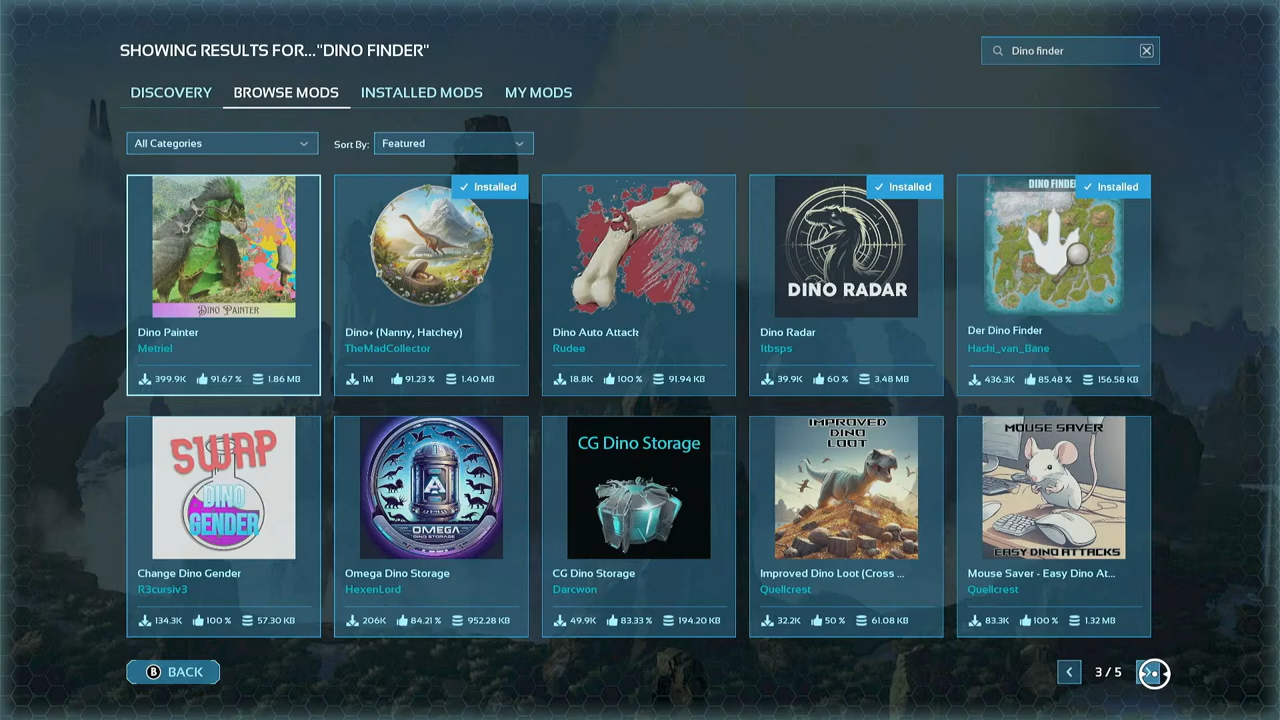 SHOWING RESULTS FOR..."DINO FINDER"
Dino finder
DISCOVERY BROWSE MODS INSTALLED MODS MY MODS
All Categories Sort By: Featured
DINO PAINTER
Dino Painter
Metriel
399.9K 91.67 % 1.86 MB
Installed
Dino+ (Nanny, Hatchey)
TheMadCollector
1M 91.23 % 1.40 MB
Dino Auto Attack
Rudee
18.8K 100 % 91.94 KB
Installed
DINO RADAR
Dino Radar
Itbsps
39.9K 60 % 3.48 MB
DINO FINDE
Installed
Der Dino Finder
Hacki_van_Bane
436.3K 85.48 % 156.58 KB
SWAP
DINO
GENDER
Change Dino Gender
R3cursiv3
134.3K 100 % 57.30 KB
A
OMEGA
DINO STORAGE
Omega Dino Storage
HexenLord
206K 84.21 % 952.28 KB
CG Dino Storage
CG Dino Storage
Darcwon
49.9K 83.33 % 194.20 KB
IMPROVED
DINO
LOOT
Improved Dino Loot (Cross ...
Quellcrest
32.2K 50 % 61.08 KB
MOUSE SAVER
EASY DINO ATTACKS
Mouse Saver - Easy Dino At...
Quellcrest
83.3K 100 % 1.32 MB
B BACK
3 / 5